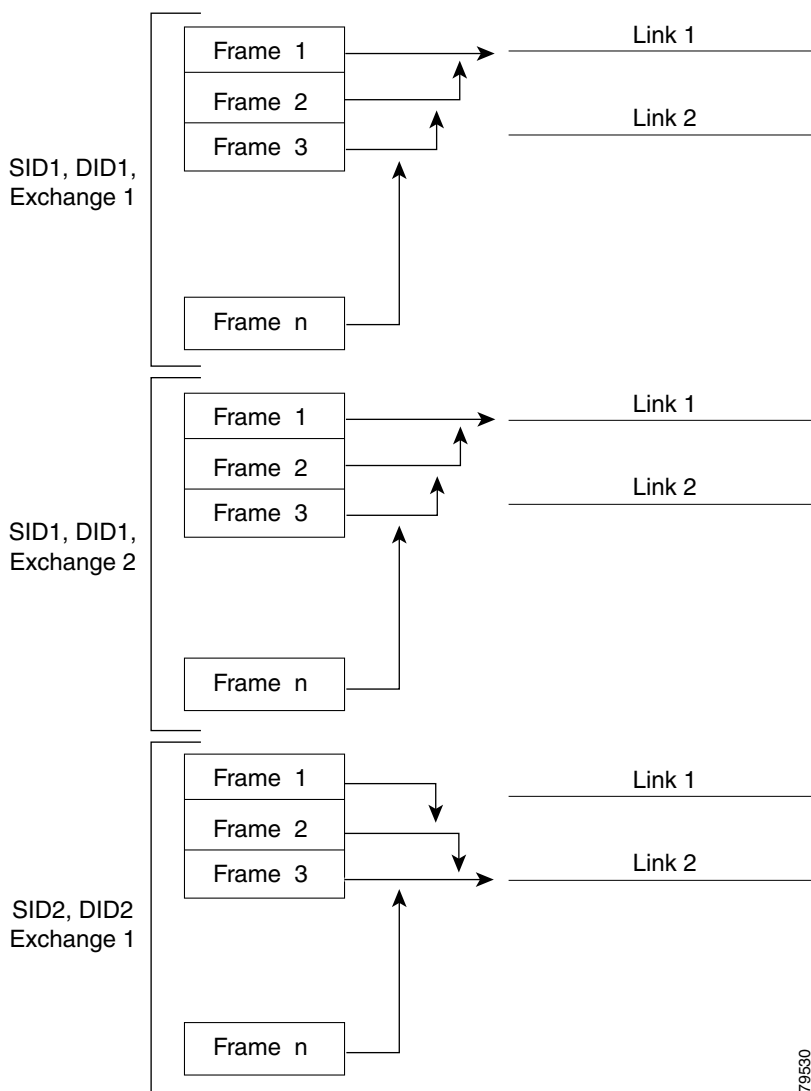 Frame 1
Link 1
Frame 2
Link 2
Frame 3
SID1, DID1,
Exchange 1
Frame n
Frame 1
Link 1
Frame 2
Link 2
Frame 3
SID1, DID1,
Exchange 2
Frame n
Frame 1
Link 1
Frame 2
Link 2
Frame 3
SID2, DID2
Exchange 1
Frame n
79530